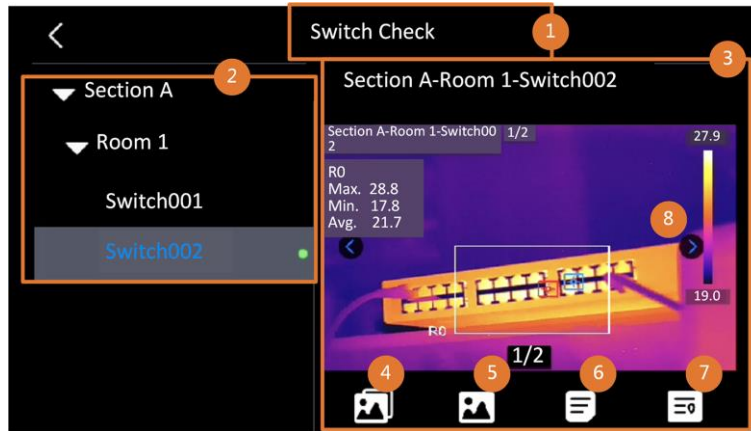 Switch Check
1
2
3
Section A
Room 1
Switch001
Switch002
Section A-Room 1-Switch002
Section A-Room 1-Switch00
2
1/2
27.9
R0
Max. 28.8
Min. 17.8
Avg. 21.7
8
19.0
R0
1/2
4
5
6
7